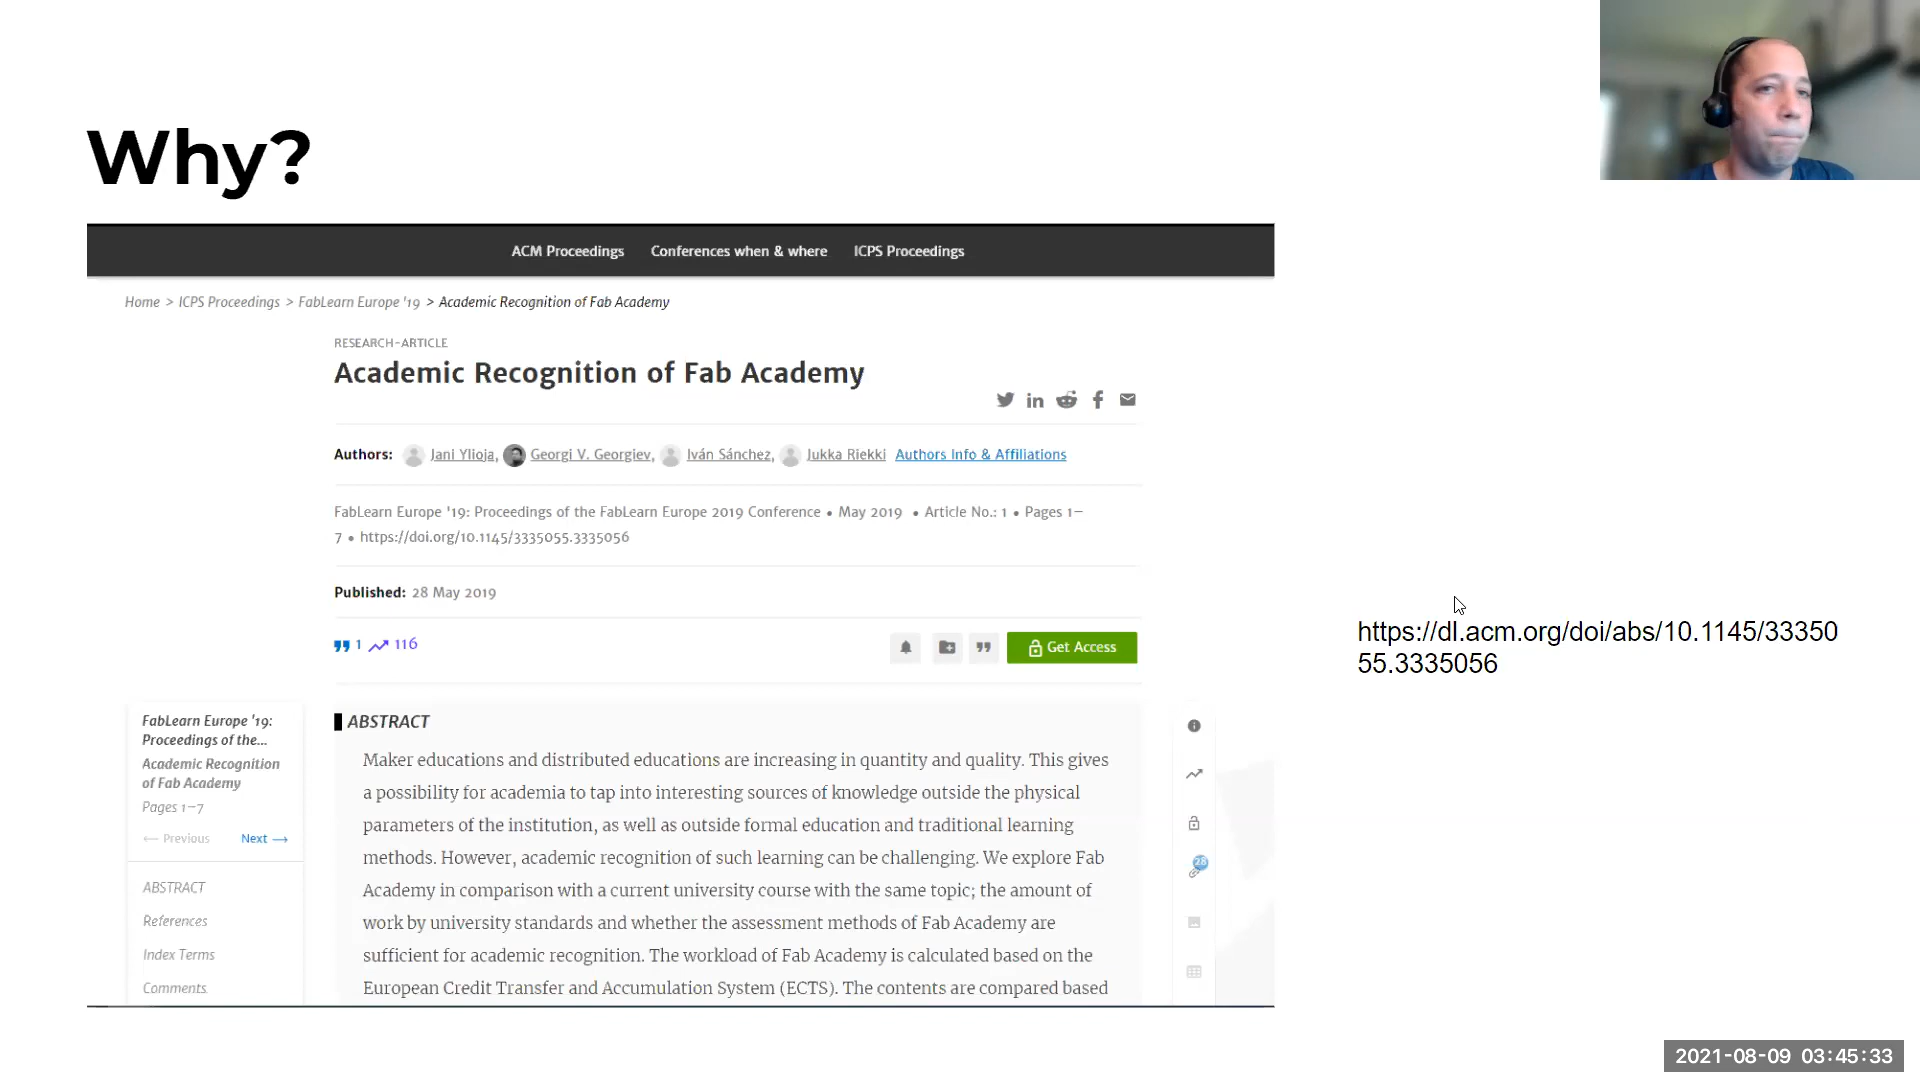 Why?
ACM Proceedings Conferences when & where ICPS Proceedings
Home > ICPS Proceedings > FabLearn Europe '19 > Academic Recognition of Fab Academy
RESEARCH-ARTICLE
Academic Recognition of Fab Academy
Authors: Jani Ylioja, Georgi V. Georgiev, Iván Sánchez, Jukka Riekki Authors Info & Affiliations
FabLearn Europe '19: Proceedings of the FabLearn Europe 2019 Conference • May 2019 • Article No.: 1 • Pages 1–
7 • https://doi.org/10.1145/3335055.3335056
Published: 28 May 2019
1 116
Get Access
https://dl.acm.org/doi/abs/10.1145/33350
55.3335056
FabLearn Europe '19:
Proceedings of the...
Academic Recognition
of Fab Academy
Pages 1–7
← Previous Next →
ABSTRACT
References
Index Terms
Comments
ABSTRACT
Maker educations and distributed educations are increasing in quantity and quality. This gives
a possibility for academia to tap into interesting sources of knowledge outside the physical
parameters of the institution, as well as outside formal education and traditional learning
methods. However, academic recognition of such learning can be challenging. We explore Fab
Academy in comparison with a current university course with the same topic; the amount of
work by university standards and whether the assessment methods of Fab Academy are
sufficient for academic recognition. The workload of Fab Academy is calculated based on the
European Credit Transfer and Accumulation System (ECTS). The contents are compared based
28
2021-08-09 03:45:33